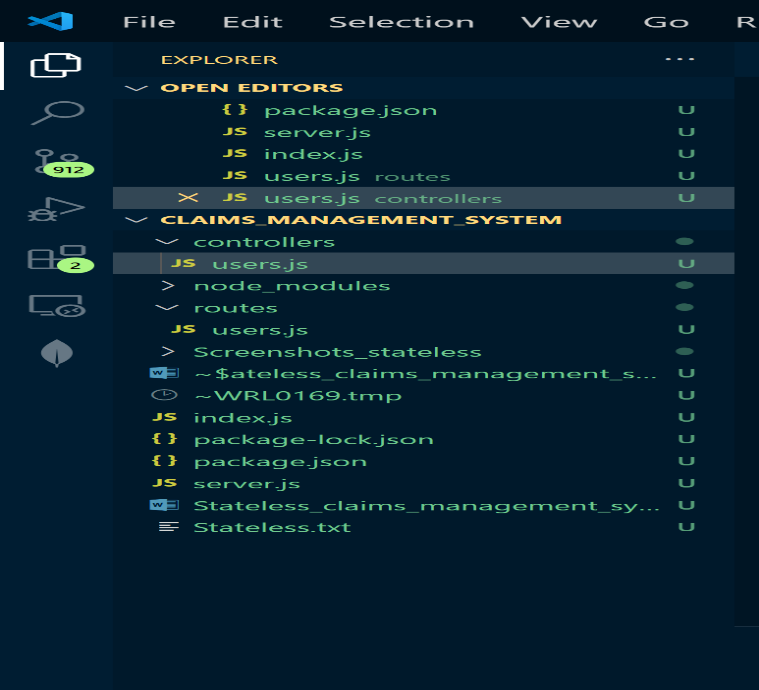 File Edit Selection View Go R
EXPLORER ...
OPEN EDITORS
{} package.json U
JS server.js U
JS index.js U
JS users.js routes U
JS users.js controllers U
CLAIMS_MANAGEMENT_SYSTEM
controllers
JS users.js U
node_modules
routes
JS users.js U
Screenshots_stateless
W ~$ateless_claims_management_s... U
~WRL0169.tmp U
JS index.js U
{} package-lock.json U
{} package.json U
JS server.js U
W Stateless_claims_management_sy... U
Stateless.txt U
912
2